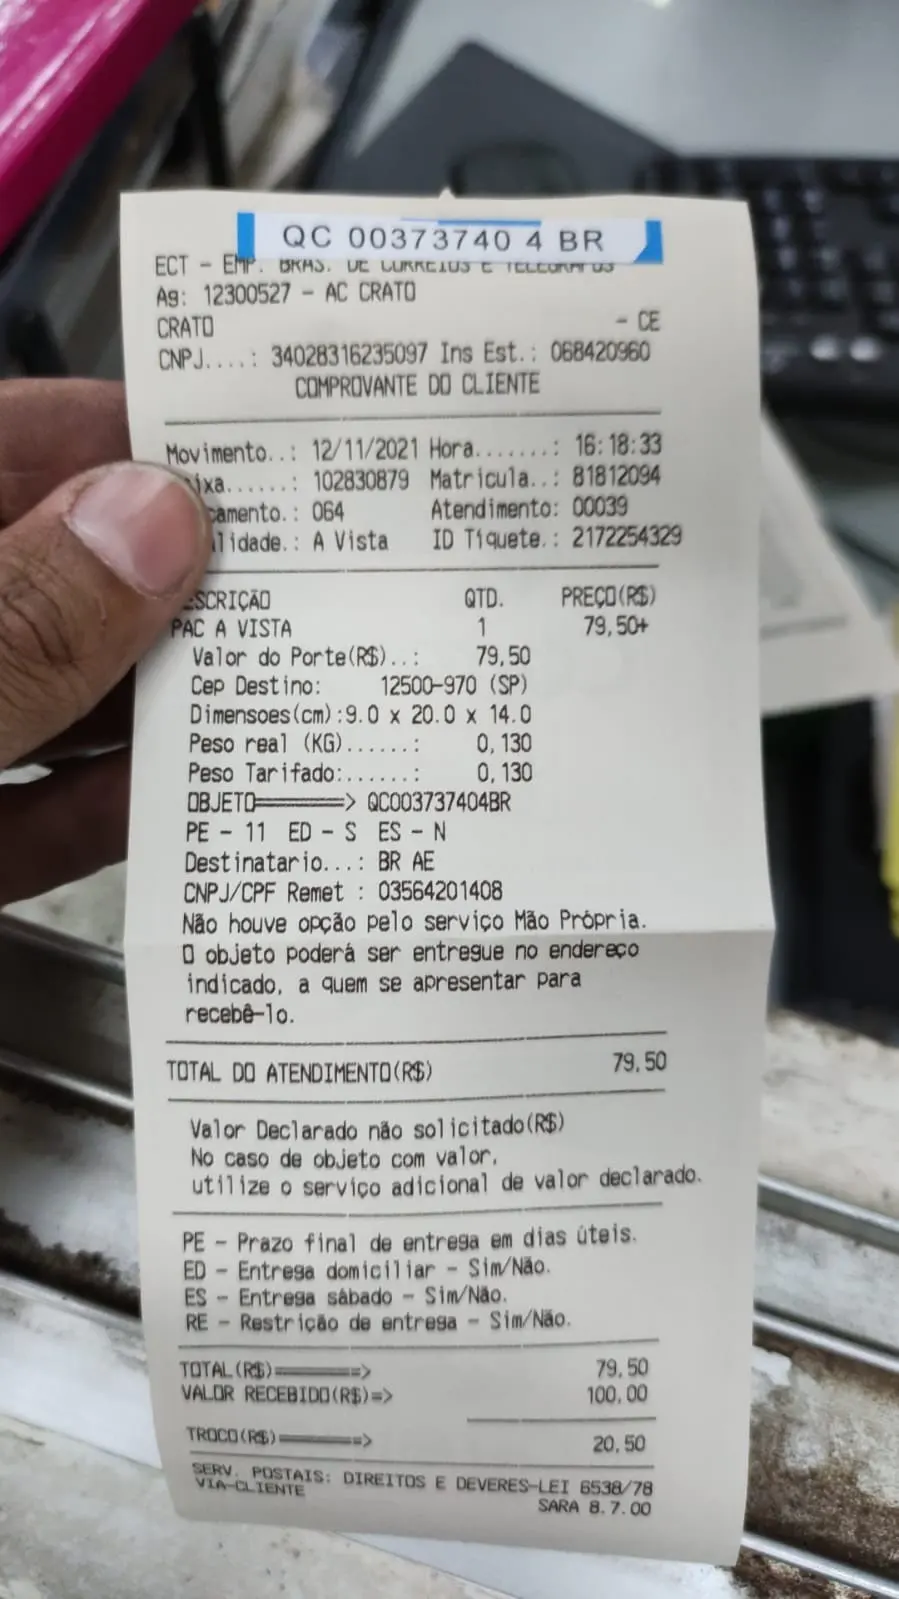 QC 00373740 4 BR
ECT - EMP. BRAS. DE CORREIOS E TELEGRAFOS
Ag: 12300527 - AC CRATO
CRATO - CE
CNPJ....: 34028316235097 Ins Est.: 068420960
COMPROVANTE DO CLIENTE
Movimento..: 12/11/2021 Hora.......: 16:18:33
ixa......: 102830879 Matricula..: 81812094
camento.: 064 Atendimento: 00039
lidade.: A Vista ID Tiquete.: 2172254329
ESCRIÇÃO QTD. PREÇO(R$)
PAC A VISTA 1 79,50+
Valor do Porte(R$)..: 79,50
Cep Destino: 12500-970 (SP)
Dimensoes(cm):9.0 x 20.0 x 14.0
Peso real (KG)......: 0,130
Peso Tarifado:......: 0,130
OBJETO========> QC003737404BR
PE - 11 ED - S ES - N
Destinatario...: BR AE
CNPJ/CPF Remet : 03564201408
Não houve opção pelo serviço Mão Própria.
O objeto poderá ser entregue no endereço
indicado, a quem se apresentar para
recebê-lo.
TOTAL DO ATENDIMENTO(R$) 79,50
Valor Declarado não solicitado(R$)
No caso de objeto com valor,
utilize o serviço adicional de valor declarado.
PE - Prazo final de entrega em dias úteis.
ED - Entrega domiciliar - Sim/Não.
ES - Entrega sábado - Sim/Não.
RE - Restrição de entrega - Sim/Não.
TOTAL(R$)========> 79,50
VALOR RECEBIDO(R$)=> 100,00
TROCO(R$)========> 20,50
SERV. POSTAIS: DIREITOS E DEVERES-LEI 6538/78
VIA-CLIENTE SARA 8.7.00